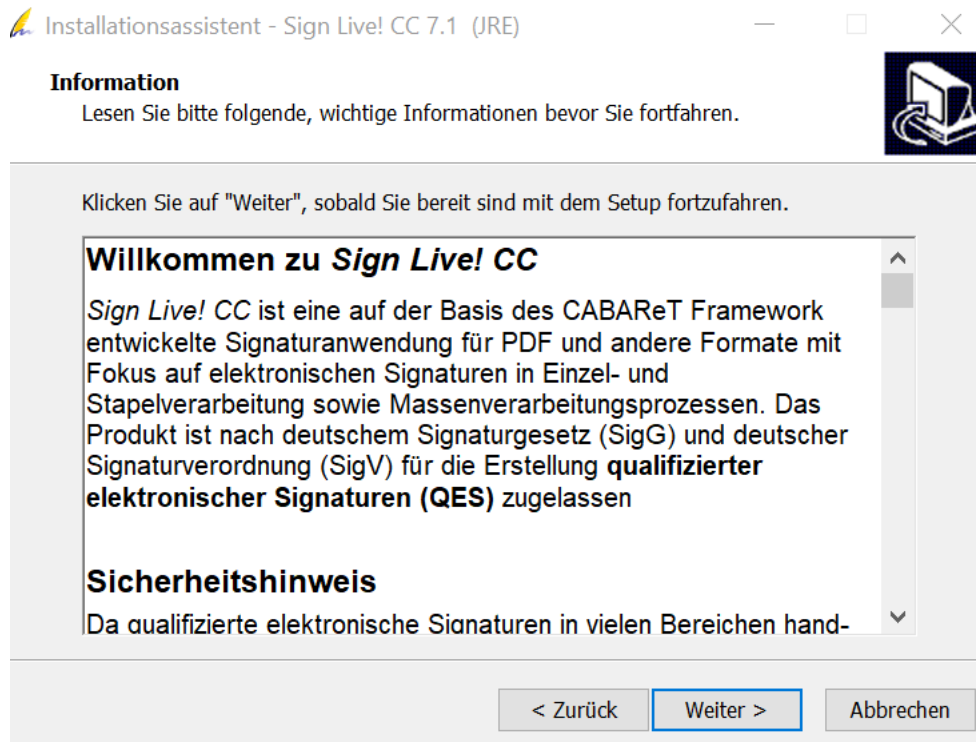 Installationsassistent - Sign Live! CC 7.1 (JRE)
Information
Lesen Sie bitte folgende, wichtige Informationen bevor Sie fortfahren.
Klicken Sie auf "Weiter", sobald Sie bereit sind mit dem Setup fortzufahren.
Willkommen zu Sign Live! CC
Sign Live! CC ist eine auf der Basis des CABAReT Framework
entwickelte Signaturanwendung für PDF und andere Formate mit
Fokus auf elektronischen Signaturen in Einzel- und
Stapelverarbeitung sowie Massenverarbeitungsprozessen. Das
Produkt ist nach deutschem Signaturgesetz (SigG) und deutscher
Signaturverordnung (SigV) für die Erstellung qualifizierter
elektronischer Signaturen (QES) zugelassen
Sicherheitshinweis
Da qualifizierte elektronische Signaturen in vielen Bereichen hand-
< Zurück Weiter > Abbrechen